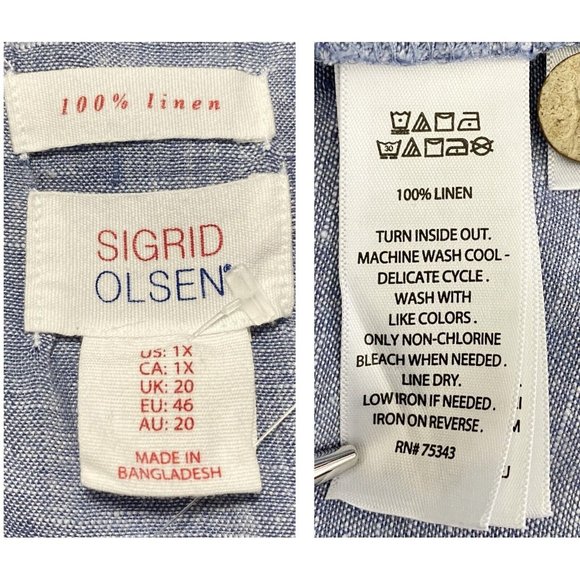 100% linen
SIGRID
OLSEN®
US: 1X
CA: 1X
UK: 20
EU: 46
AU: 20
MADE IN
BANGLADESH
30
100% LINEN
TURN INSIDE OUT.
MACHINE WASH COOL -
DELICATE CYCLE .
WASH WITH
LIKE COLORS .
ONLY NON-CHLORINE
BLEACH WHEN NEEDED .
LINE DRY.
LOW IRON IF NEEDED .
IRON ON REVERSE .
RN# 75343